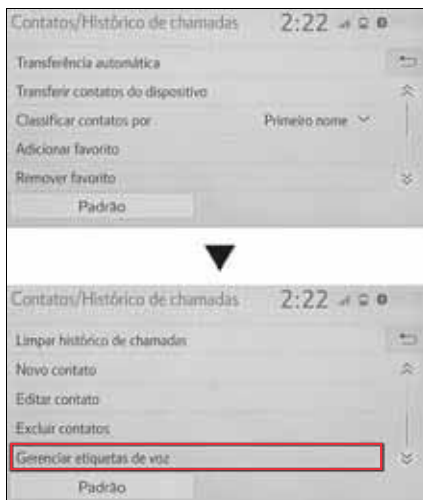 Contatos/Histórico de chamadas 2:22
Transferência automática
Transferir contatos do dispositivo
Classificar contatos por Primeiro nome
Adicionar favorito
Remover favorito
Padrão
Contatos/Histórico de chamadas 2:22
Limpar histórico de chamadas
Novo contato
Editar contato
Excluir contatos
Gerenciar etiquetas de voz
Padrão